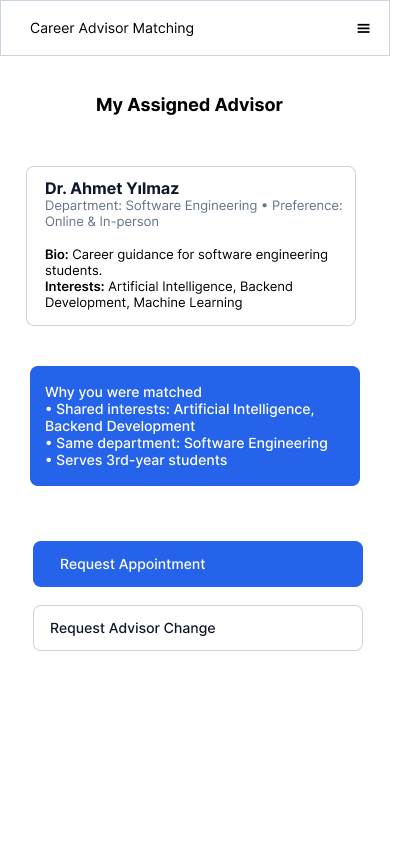 Career Advisor Matching
My Assigned Advisor
Dr. Ahmet Yılmaz
Department: Software Engineering • Preference:
Online & In-person
Bio: Career guidance for software engineering
students.
Interests: Artificial Intelligence, Backend
Development, Machine Learning
Why you were matched
• Shared interests: Artificial Intelligence,
Backend Development
• Same department: Software Engineering
• Serves 3rd-year students
Request Appointment
Request Advisor Change